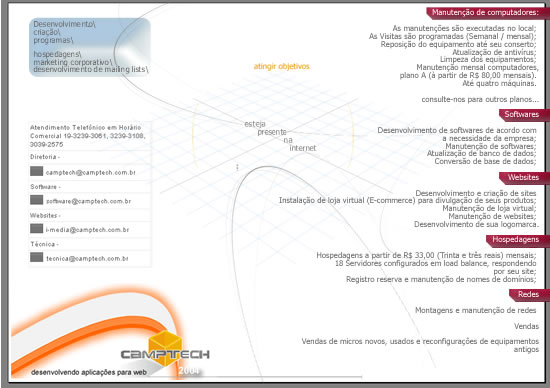 Desenvolvimento\
criação\
programas\
hospedagens\
marketing corporativo\
desenvolvimento de mailing lists\
atingir objetivos
esteja
presente
na
internet
Atendimento Telefônico em Horário
Comercial 19-3239-3061, 3239-3108,
3039-2575
Diretoria -
camptech@camptech.com.br
Software -
software@camptech.com.br
Websites -
i-media@camptech.com.br
Técnica -
tecnica@camptech.com.br
CAMPTECH
desenvolvendo aplicações para web
2004
Manutenção de computadores:
As manutenções são executadas no local;
As Visitas são programadas (Semanal / mensal);
Reposição do equipamento até seu conserto;
Atualização de antivírus;
Limpeza dos equipamentos;
Manutenção mensal computadores,
plano A (à partir de R$ 80,00 mensais).
Até quatro máquinas.
consulte-nos para outros planos...
Softwares
Desenvolvimento de softwares de acordo com
a necessidade da empresa;
Manutenção de softwares;
Atualização de banco de dados;
Conversão de base de dados;
Websites
Desenvolvimento e criação de sites
Instalação de loja virtual (E-commerce) para divulgação de seus produtos;
Manutenção de loja virtual;
Manutenção de websites;
Desenvolvimento de sua logomarca.
Hospedagens
Hospedagens a partir de R$ 33,00 (Trinta e três reais) mensais;
18 Servidores configurados em load balance, respondendo
por seu site;
Registro reserva e manutenção de nomes de domínios;
Redes
Montagens e manutenção de redes
Vendas
Vendas de micros novos, usados e reconfigurações de equipamentos
antigos